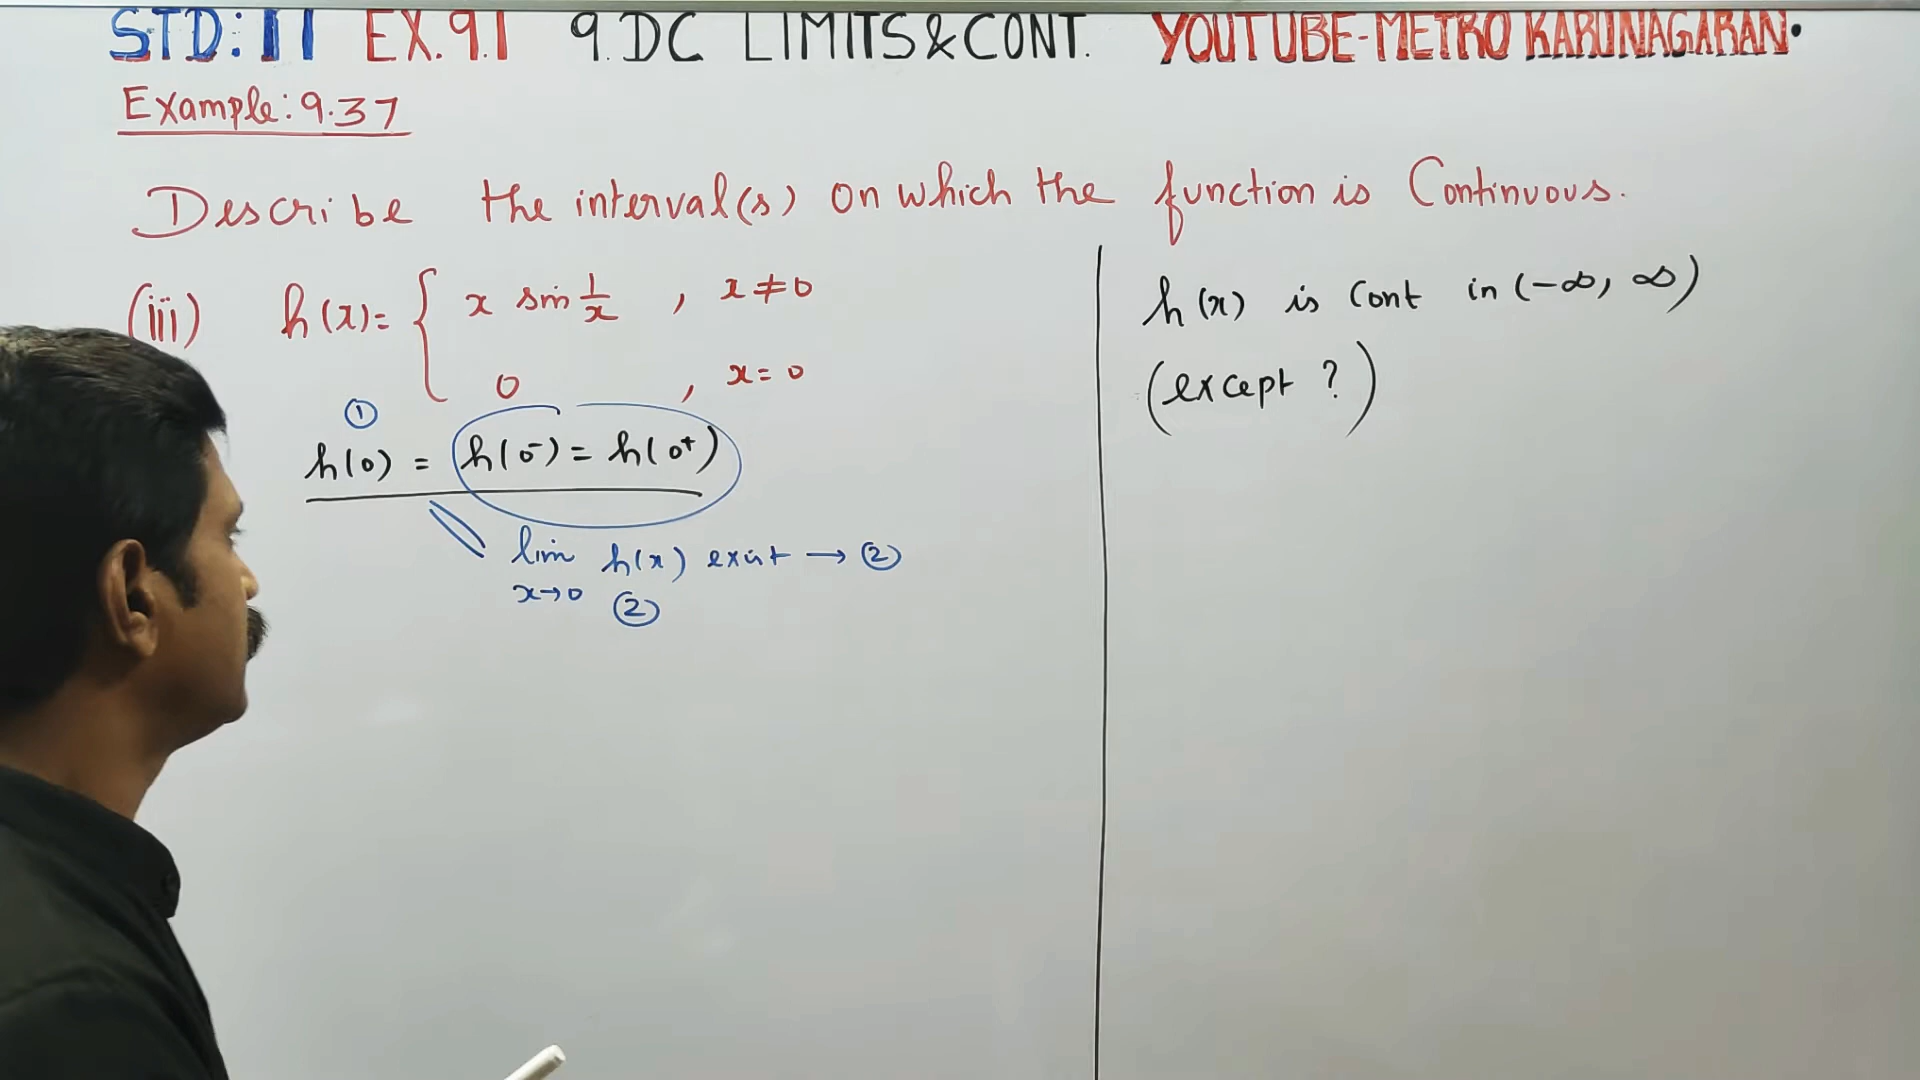 STD:11 EX.9.1 9.DC LIMITS&CONT. YOUTUBE-METRO KARUNAGARAN.
Example: 9.37
Describe the interval(s) on which the function is Continuous.
(iii) h(x)= { x sin 1/x , x≠0
0 , x=0
①
h(0) = h(0⁻) = h(0⁺)
lim h(x) exist → ②
x→0 ②
h(x) is Cont in (-∞, ∞)
(except ?)